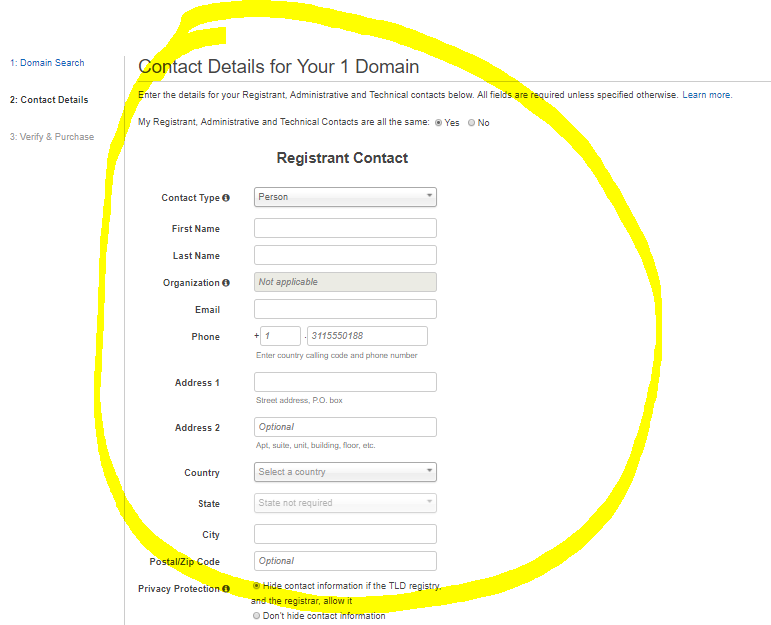 1: Domain Search
2: Contact Details
3: Verify & Purchase
Contact Details for Your 1 Domain
Enter the details for your Registrant, Administrative and Technical contacts below. All fields are required unless specified otherwise. Learn more.
My Registrant, Administrative and Technical Contacts are all the same: Yes No
Registrant Contact
Contact Type Person
First Name
Last Name
Organization Not applicable
Email
Phone + 1 . 3115550188
Enter country calling code and phone number
Address 1
Street address, P.O. box
Address 2 Optional
Apt, suite, unit, building, floor, etc.
Country Select a country
State State not required
City
Postal/Zip Code Optional
Privacy Protection Hide contact information if the TLD registry,
and the registrar, allow it
Don't hide contact information